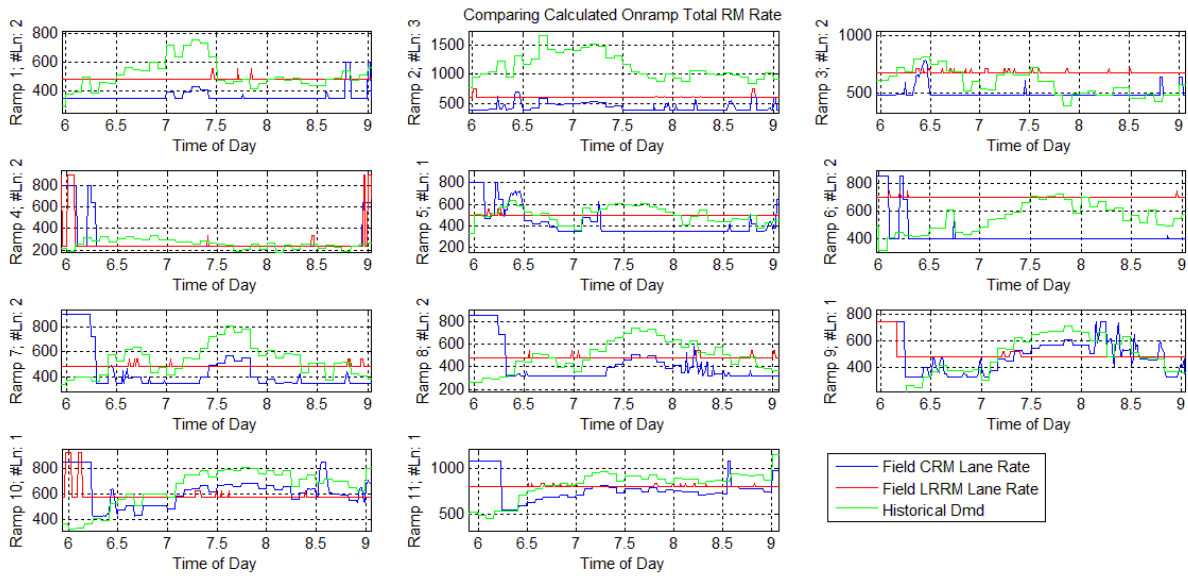 Comparing Calculated Onramp Total RM Rate
Ramp 1; #Ln: 2
800
600
400
6 6.5 7 7.5 8 8.5 9
Time of Day
Ramp 2; #Ln: 3
1500
1000
500
6 6.5 7 7.5 8 8.5 9
Time of Day
Ramp 3; #Ln: 2
1000
500
6 6.5 7 7.5 8 8.5 9
Time of Day
Ramp 4; #Ln: 2
800
600
400
200
6 6.5 7 7.5 8 8.5 9
Time of Day
Ramp 5; #Ln: 1
800
600
400
200
6 6.5 7 7.5 8 8.5 9
Time of Day
Ramp 6; #Ln: 2
800
600
400
6 6.5 7 7.5 8 8.5 9
Time of Day
Ramp 7; #Ln: 2
800
600
400
6 6.5 7 7.5 8 8.5 9
Time of Day
Ramp 8; #Ln: 2
800
600
400
200
6 6.5 7 7.5 8 8.5 9
Time of Day
Ramp 9; #Ln: 1
800
600
400
6 6.5 7 7.5 8 8.5 9
Time of Day
Ramp 10; #Ln: 1
800
600
400
6 6.5 7 7.5 8 8.5 9
Time of Day
Ramp 11; #Ln: 1
1000
500
6 6.5 7 7.5 8 8.5 9
Time of Day
Field CRM Lane Rate
Field LRRM Lane Rate
Historical Dmd